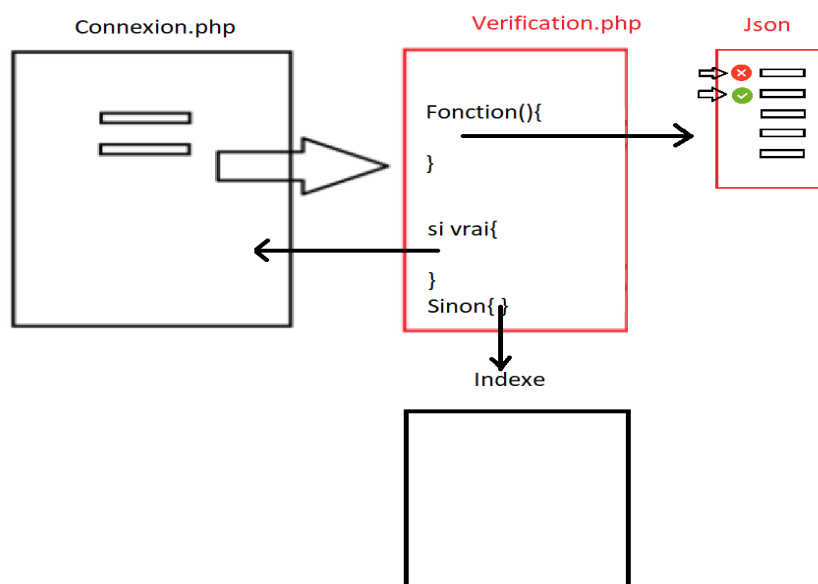 Connexion.php
Verification.php
Json
Fonction(){
}
si vrai{
}
Sinon{ }
Indexe